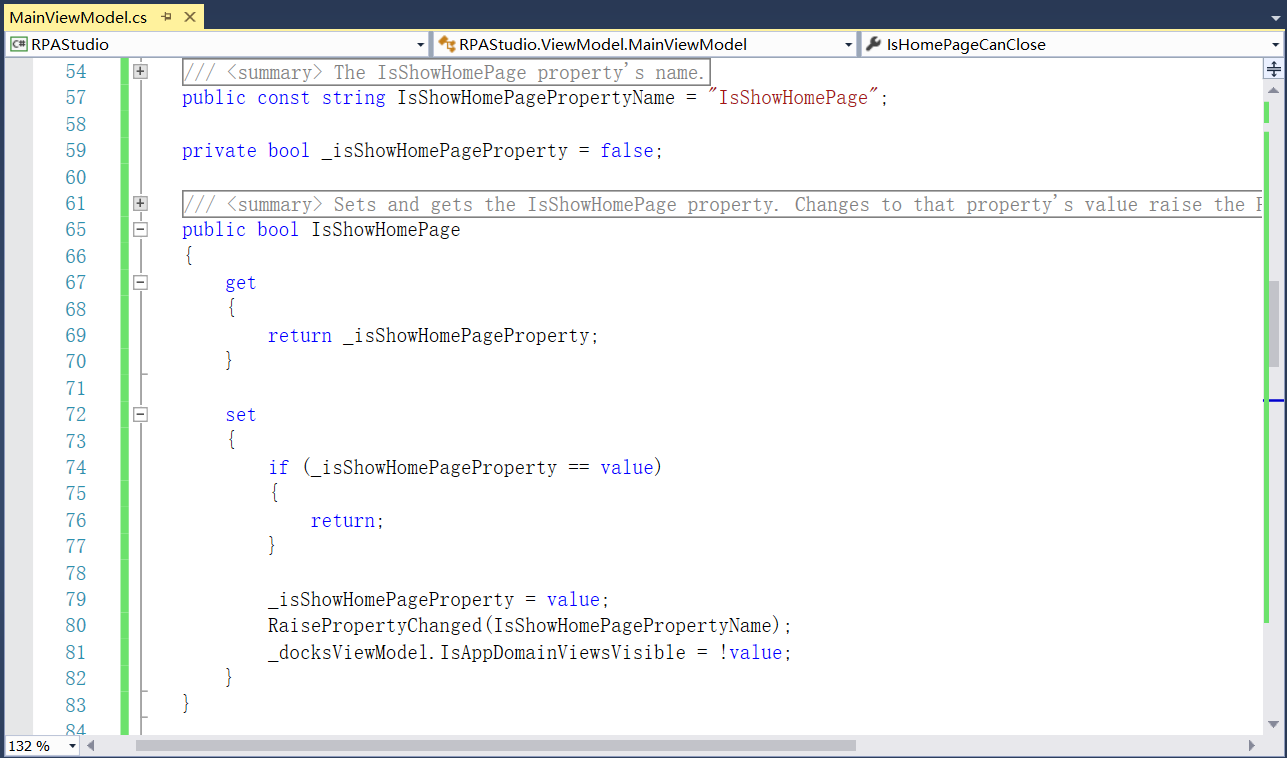 MainViewModel.cs
RPAStudio RPAStudio.ViewModel.MainViewModel IsHomePageCanClose
54 /// <summary> The IsShowHomePage property's name.
57 public const string IsShowHomePagePropertyName = "IsShowHomePage";
58
59 private bool _isShowHomePageProperty = false;
60
61 /// <summary> Sets and gets the IsShowHomePage property. Changes to that property's value raise the
65 public bool IsShowHomePage
66 {
67 get
68 {
69 return _isShowHomePageProperty;
70 }
71
72 set
73 {
74 if (_isShowHomePageProperty == value)
75 {
76 return;
77 }
78
79 _isShowHomePageProperty = value;
80 RaisePropertyChanged(IsShowHomePagePropertyName);
81 _docksViewModel.IsAppDomainViewsVisible = !value;
82 }
83 }
84
132 %